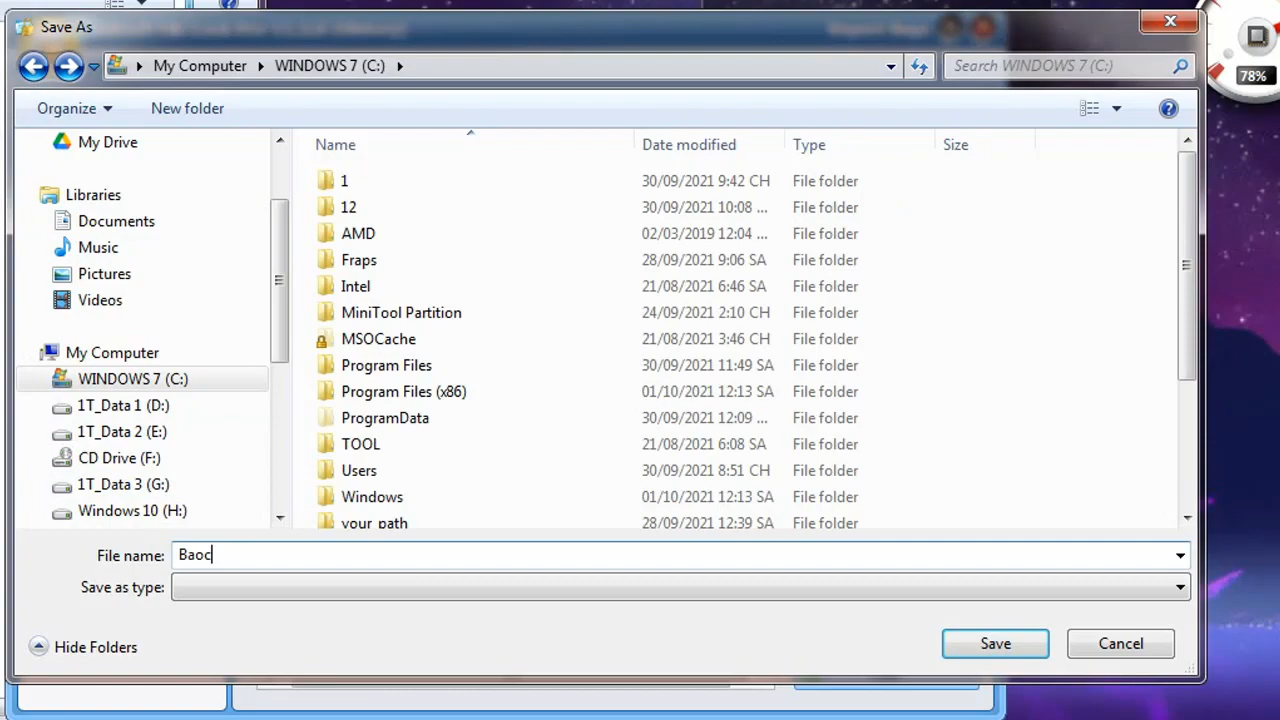 Save As
My Computer WINDOWS 7 (C:)
Search WINDOWS 7 (C:)
78%
Organize New folder
Name Date modified Type Size
My Drive
Libraries
Documents
Music
Pictures
Videos
My Computer
WINDOWS 7 (C:)
1T_Data 1 (D:)
1T_Data 2 (E:)
CD Drive (F:)
1T_Data 3 (G:)
Windows 10 (H:)
1 30/09/2021 9:42 CH File folder
12 30/09/2021 10:08 ... File folder
AMD 02/03/2019 12:04 ... File folder
Fraps 28/09/2021 9:06 SA File folder
Intel 21/08/2021 6:46 SA File folder
MiniTool Partition 24/09/2021 2:10 CH File folder
MSOCache 21/08/2021 3:46 CH File folder
Program Files 30/09/2021 11:49 SA File folder
Program Files (x86) 01/10/2021 12:13 SA File folder
ProgramData 30/09/2021 12:09 ... File folder
TOOL 21/08/2021 6:08 SA File folder
Users 30/09/2021 8:51 CH File folder
Windows 01/10/2021 12:13 SA File folder
your_path 28/09/2021 12:39 SA File folder
File name: Baoc
Save as type:
Hide Folders
Save Cancel